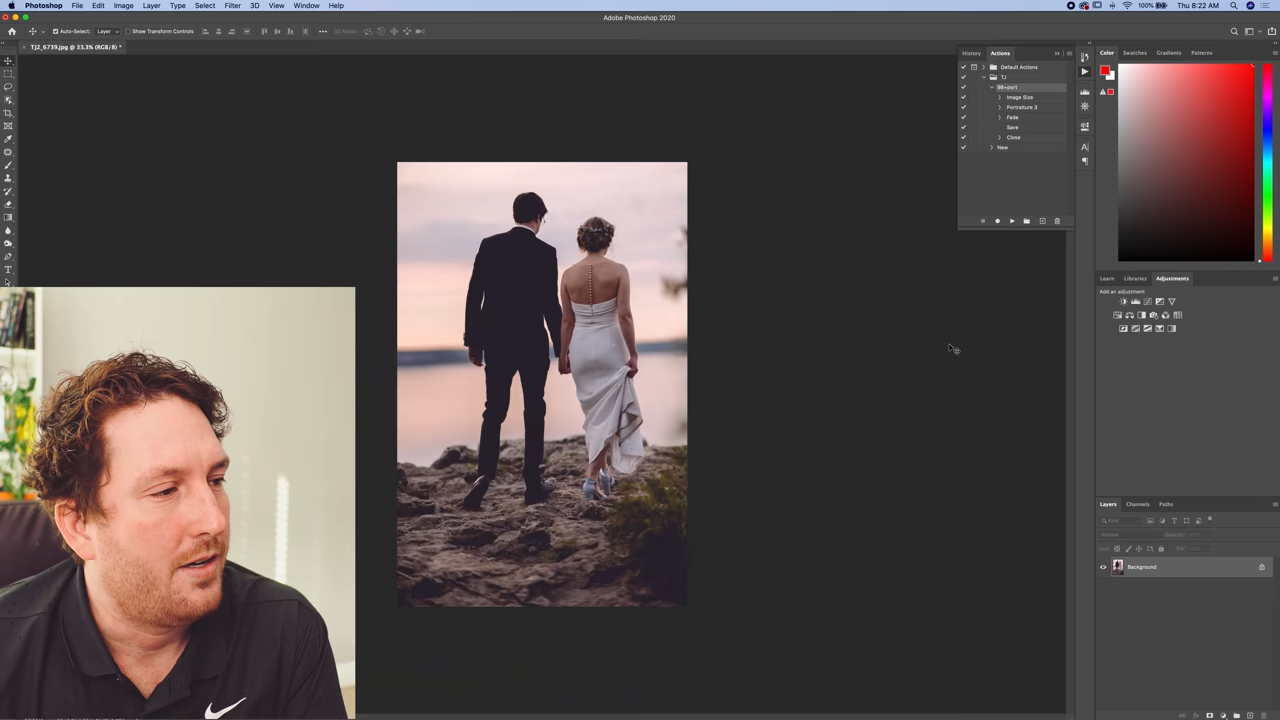 Photoshop File Edit Image Layer Type Select Filter 3D View Window Help 100% Thu 8:22 AM
Adobe Photoshop 2020
Auto-Select: Layer Show Transform Controls 3D Mode:
TJ2_6739.jpg @ 33.3% (RGB/8) *
History Actions
Default Actions
TJ
Image Size
Portraiture 3
Fade
Save
Close
New
Color Swatches Gradients Patterns
Learn Libraries Adjustments
Add an adjustment
Layers Channels Paths
Kind
Normal Opacity:
Lock: Fill:
Background